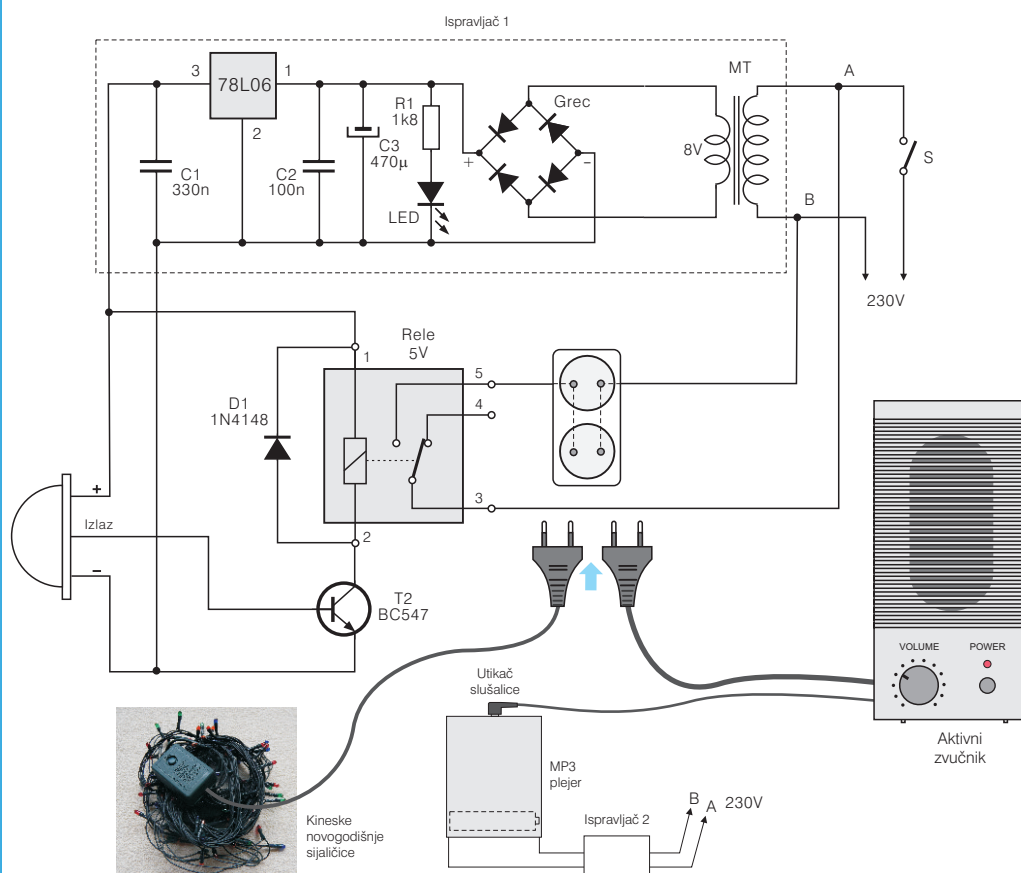 Ispravljač 1
MT
A
3
78L06
1
2
C1
330n
C2
100n
C3
470µ
R1
1k8
LED
Grec
+
-
8V
S
B
230V
Rele
5V
1
5
4
3
2
D1
1N4148
+
Izlaz
–
T2
BC547
VOLUME
POWER
Aktivni
zvučnik
Utikač
slušalice
MP3
plejer
Ispravljač 2
B
A
230V
Kineske
novogodišnje
sijaličice